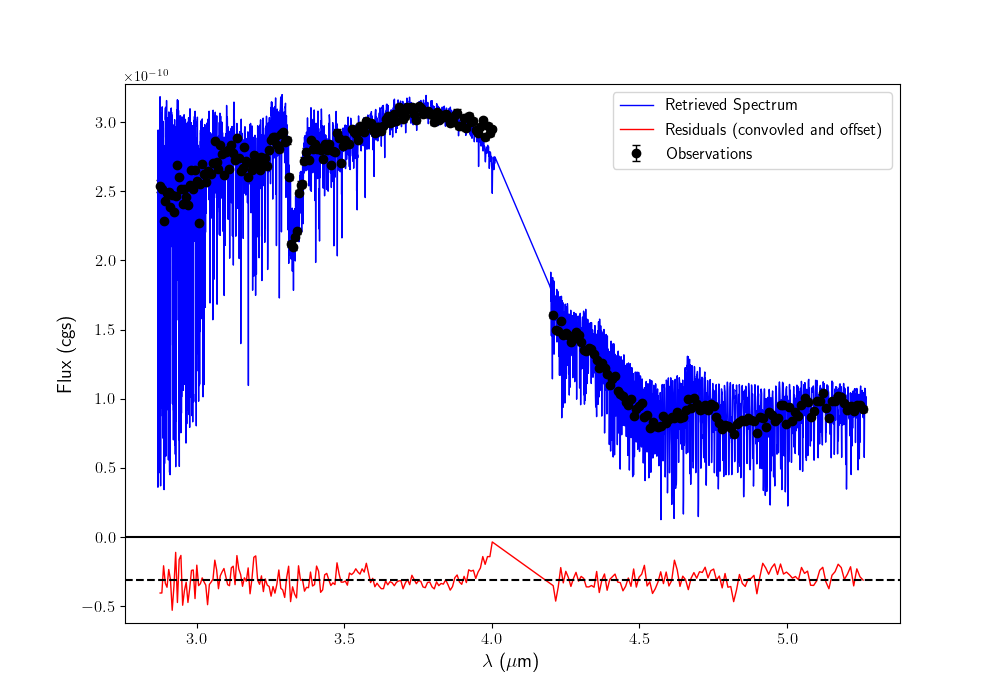 ×10⁻¹⁰
Retrieved Spectrum
Residuals (convovled and offset)
Observations
Flux (cgs)
3.0
2.5
2.0
1.5
1.0
0.5
0.0
−0.5
3.0 3.5 4.0 4.5 5.0
λ (μm)